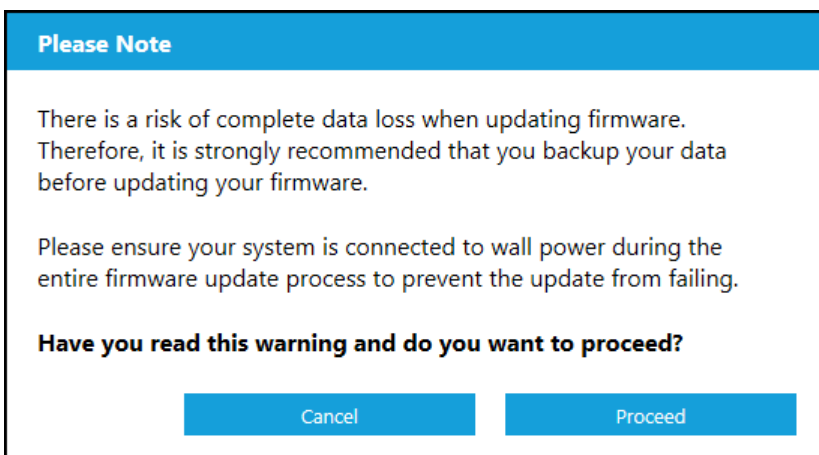 Please Note
There is a risk of complete data loss when updating firmware.
Therefore, it is strongly recommended that you backup your data
before updating your firmware.
Please ensure your system is connected to wall power during the
entire firmware update process to prevent the update from failing.
Have you read this warning and do you want to proceed?
Cancel Proceed